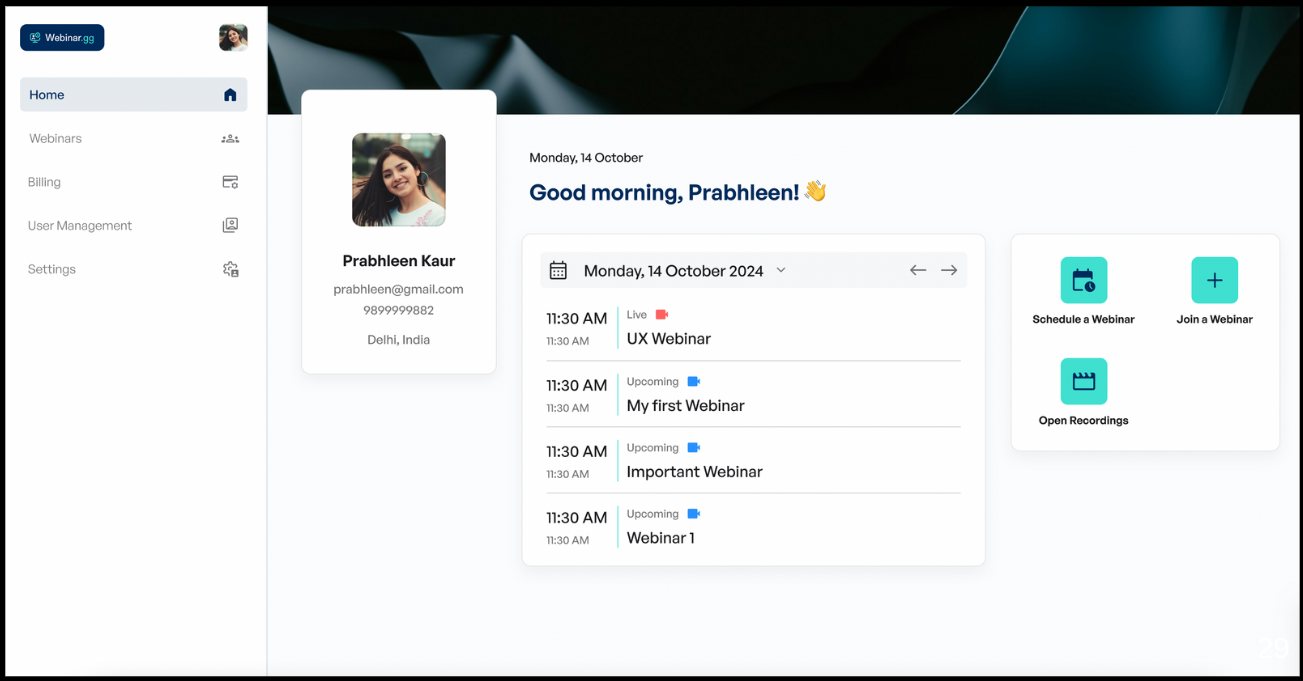 Webinar.gg
Home
Webinars
Billing
User Management
Settings
Prabhleen Kaur
prabhleen@gmail.com
9899999882
Delhi, India
Monday, 14 October
Good morning, Prabhleen! 👋
Monday, 14 October 2024
11:30 AM
11:30 AM
Live
UX Webinar
11:30 AM
11:30 AM
Upcoming
My first Webinar
11:30 AM
11:30 AM
Upcoming
Important Webinar
11:30 AM
11:30 AM
Upcoming
Webinar 1
Schedule a Webinar
Join a Webinar
Open Recordings
29